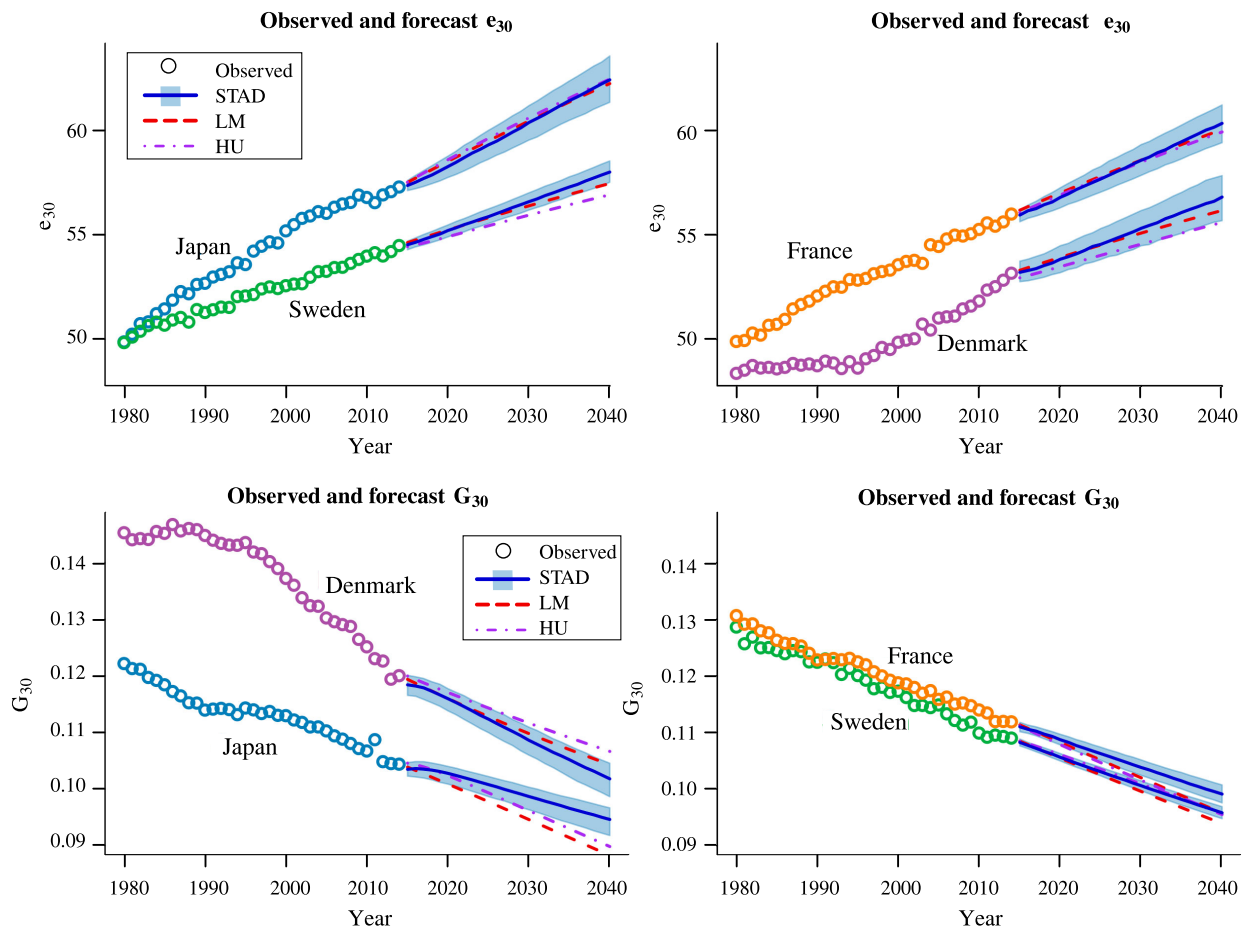 Observed and forecast e30
Observed
STAD
LM
HU
60
55
50
e30
Japan
Sweden
1980 1990 2000 2010 2020 2030 2040
Year
Observed and forecast e30
60
55
50
e30
France
Denmark
1980 1990 2000 2010 2020 2030 2040
Year
Observed and forecast G30
Observed
STAD
LM
HU
0.14
0.13
0.12
0.11
0.10
0.09
G30
Denmark
Japan
1980 1990 2000 2010 2020 2030 2040
Year
Observed and forecast G30
0.14
0.13
0.12
0.11
0.10
0.09
G30
France
Sweden
1980 1990 2000 2010 2020 2030 2040
Year